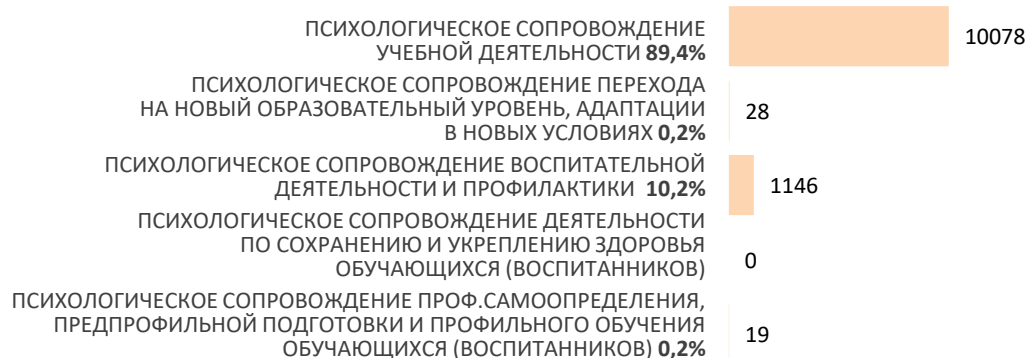 ПСИХОЛОГИЧЕСКОЕ СОПРОВОЖДЕНИЕ
УЧЕБНОЙ ДЕЯТЕЛЬНОСТИ 89,4%
10078
ПСИХОЛОГИЧЕСКОЕ СОПРОВОЖДЕНИЕ ПЕРЕХОДА
НА НОВЫЙ ОБРАЗОВАТЕЛЬНЫЙ УРОВЕНЬ, АДАПТАЦИИ
В НОВЫХ УСЛОВИЯХ 0,2%
28
ПСИХОЛОГИЧЕСКОЕ СОПРОВОЖДЕНИЕ ВОСПИТАТЕЛЬНОЙ
ДЕЯТЕЛЬНОСТИ И ПРОФИЛАКТИКИ 10,2%
1146
ПСИХОЛОГИЧЕСКОЕ СОПРОВОЖДЕНИЕ ДЕЯТЕЛЬНОСТИ
ПО СОХРАНЕНИЮ И УКРЕПЛЕНИЮ ЗДОРОВЬЯ
ОБУЧАЮЩИХСЯ (ВОСПИТАННИКОВ)
0
ПСИХОЛОГИЧЕСКОЕ СОПРОВОЖДЕНИЕ ПРОФ.САМООПРЕДЕЛЕНИЯ,
ПРЕДПРОФИЛЬНОЙ ПОДГОТОВКИ И ПРОФИЛЬНОГО ОБУЧЕНИЯ
ОБУЧАЮЩИХСЯ (ВОСПИТАННИКОВ) 0,2%
19